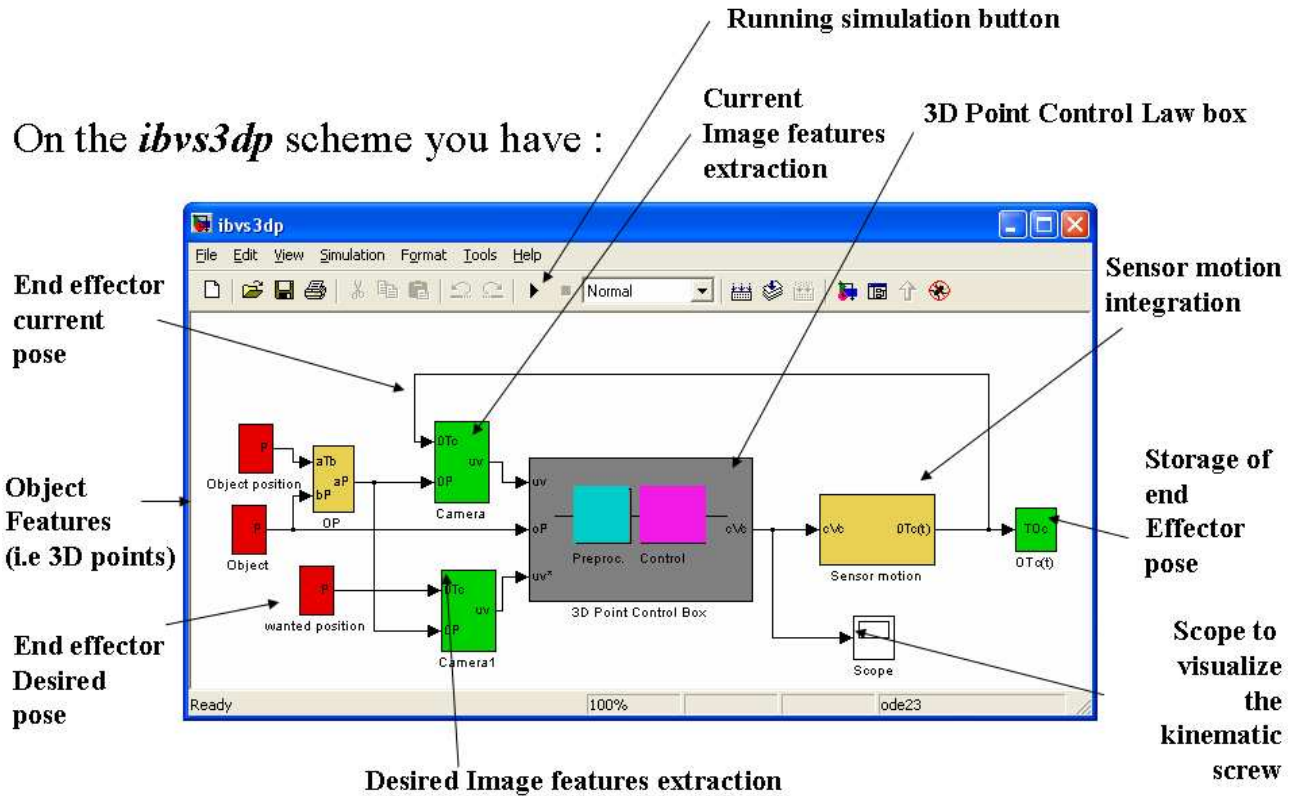 Running simulation button
Current
Image features
extraction
3D Point Control Law box
On the ibvs3dp scheme you have :
ibvs3dp
File Edit View Simulation Format Tools Help
Normal
End effector
current
pose
Sensor motion
integration
Object
Features
(i.e 3D points)
End effector
Desired
pose
P
Object position
aTb
bP
aP
OP
P
Object
P
wanted position
0Tc
0P
uv
Camera
0Tc
0P
uv
Camera1
uv
oP
uv*
cVc
Preproc. Control
3D Point Control Box
cVc
0Tc(t)
Sensor motion
TOc
0Tc(t)
Scope
Storage of
end
Effector
pose
Scope to
visualize
the
kinematic
screw
Ready 100% ode23
Desired Image features extraction